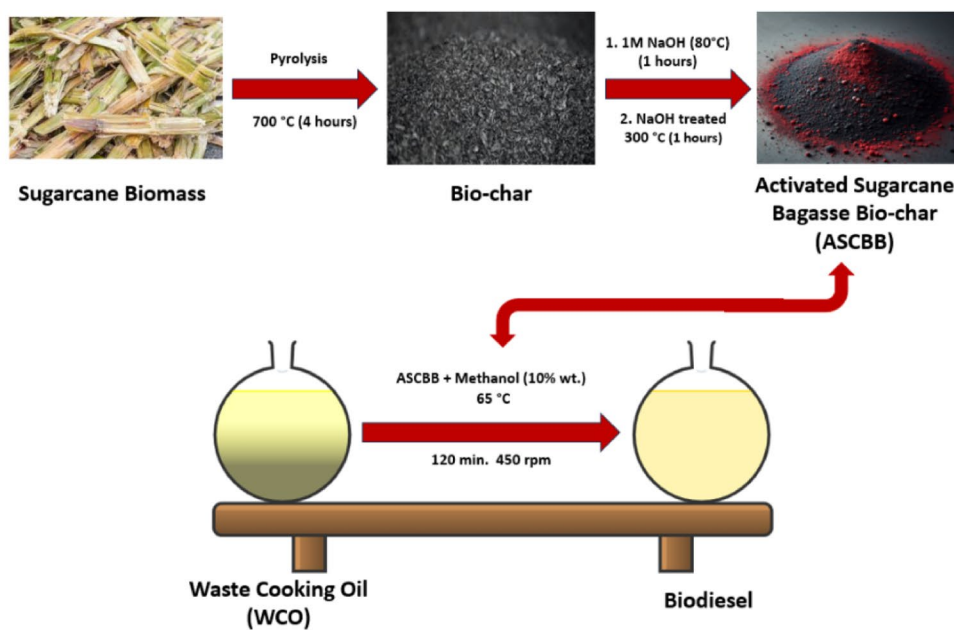 Pyrolysis
700 °C (4 hours)
1. 1M NaOH (80°C)
(1 hours)
2. NaOH treated
300 °C (1 hours)
Sugarcane Biomass
Bio-char
Activated Sugarcane
Bagasse Bio-char
(ASCBB)
ASCBB + Methanol (10% wt.)
65 °C
120 min. 450 rpm
Waste Cooking Oil
(WCO)
Biodiesel